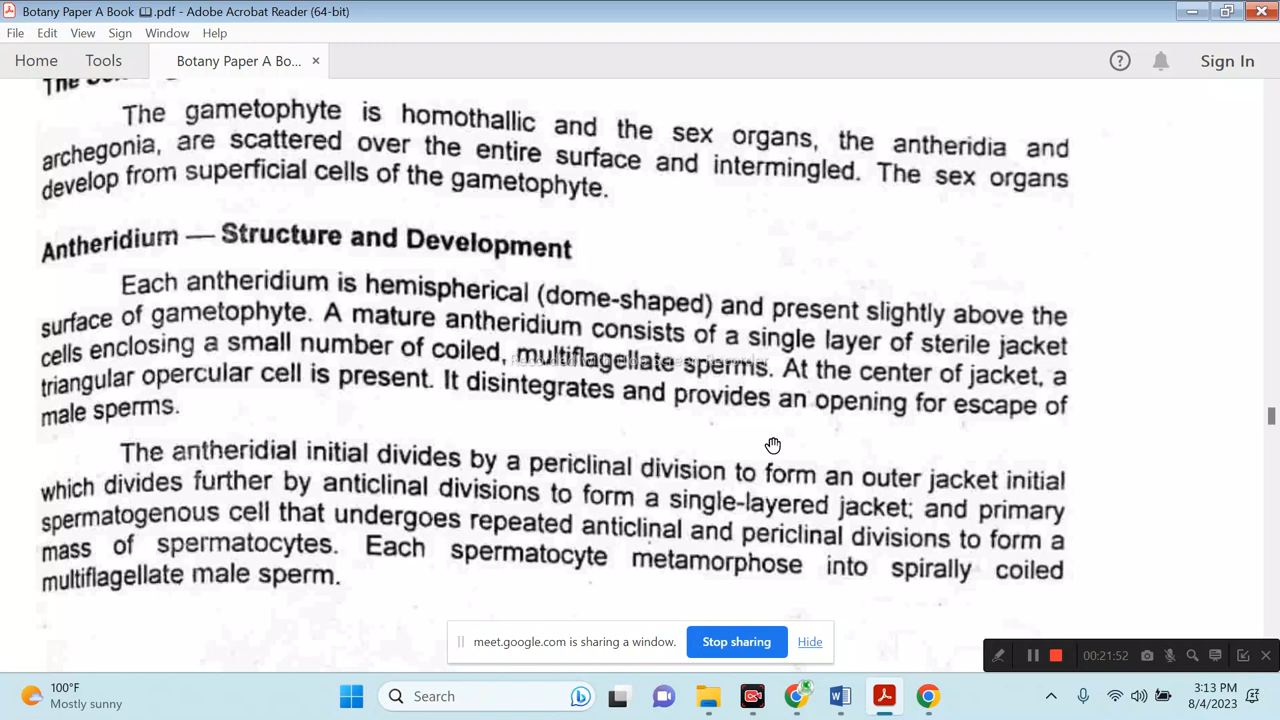 Botany Paper A Book .pdf - Adobe Acrobat Reader (64-bit)
File Edit View Sign Window Help
Home Tools Botany Paper A Bo... × Sign In
The
The gametophyte is homothallic and the sex organs, the antheridia and
archegonia, are scattered over the entire surface and intermingled. The sex organs
develop from superficial cells of the gametophyte.
Antheridium — Structure and Development
Each antheridium is hemispherical (dome-shaped) and present slightly above the
surface of gametophyte. A mature antheridium consists of a single layer of sterile jacket
cells enclosing a small number of coiled, multiflagellate sperms. At the center of jacket, a
triangular opercular cell is present. It disintegrates and provides an opening for escape of
male sperms.
The antheridial initial divides by a periclinal division to form an outer jacket initial
which divides further by anticlinal divisions to form a single-layered jacket; and primary
spermatogenous cell that undergoes repeated anticlinal and periclinal divisions to form a
mass of spermatocytes. Each spermatocyte metamorphose into spirally coiled
multiflagellate male sperm.
meet.google.com is sharing a window. Stop sharing Hide
00:21:52
100°F
Mostly sunny
Search
3:13 PM
8/4/2023